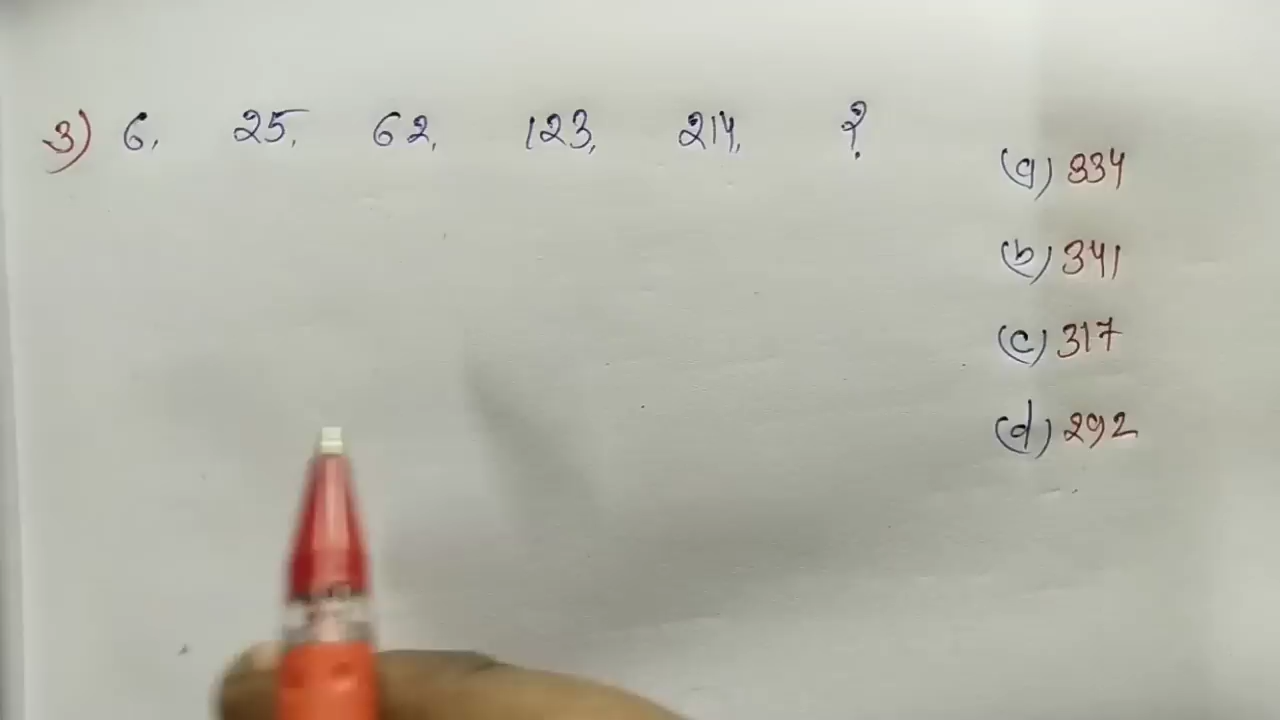 3) 6, 25, 62, 123, 214, ?
(a) 334
(b) 341
(c) 317
(d) 292